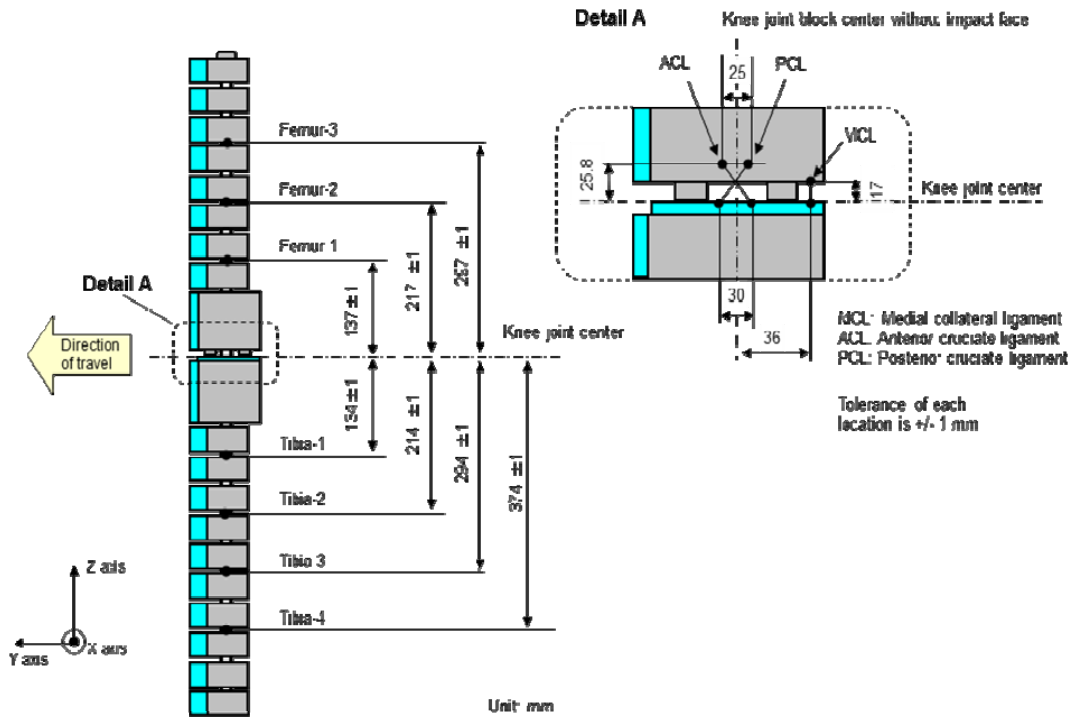 Detail A
Knee joint block center without impact face
ACL
25
PCL
MCL
25.8
17
Knee joint center
30
36
MCL: Medial collateral ligament
ACL: Anterior cruciate ligament
PCL: Posterior cruciate ligament
Tolerance of each
location is +/- 1 mm
Femur-3
Femur-2
Femur 1
297 ±1
217 ±1
137 ±1
Detail A
Direction
of travel
Knee joint center
134 ±1
214 ±1
294 ±1
374 ±1
Tibia-1
Tibia-2
Tibia 3
Tibia-4
Z axis
Y axis
X axis
Unit: mm